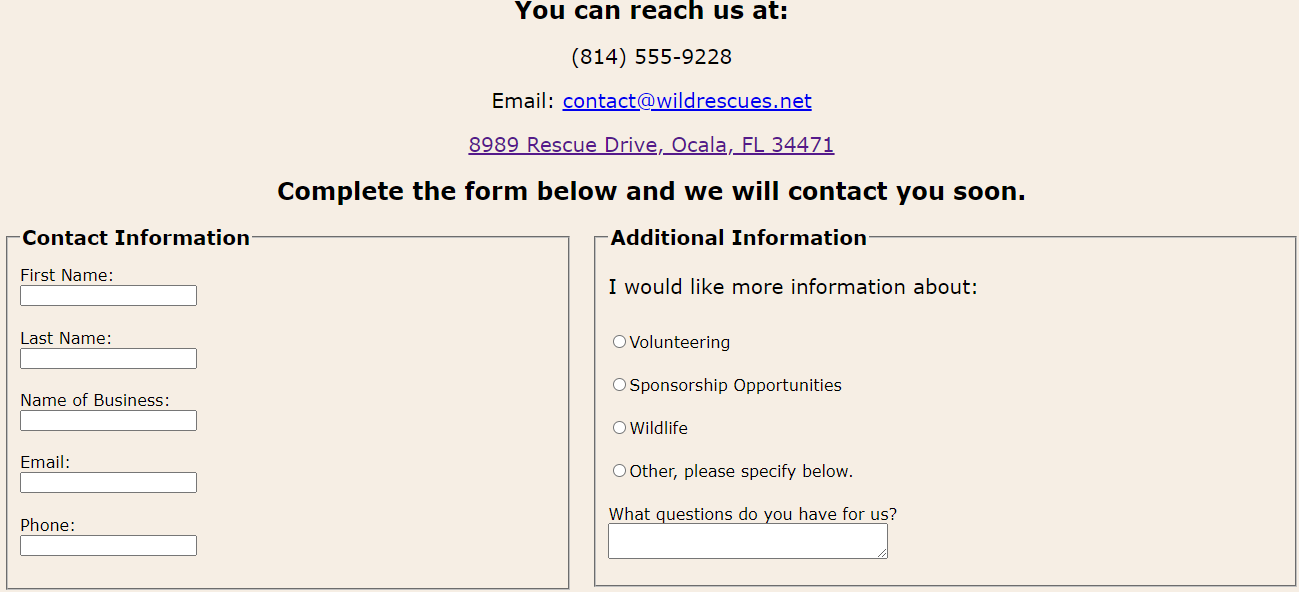 You can reach us at:
(814) 555-9228
Email: contact@wildrescues.net
8989 Rescue Drive, Ocala, FL 34471
Complete the form below and we will contact you soon.
Contact Information
First Name:
Last Name:
Name of Business:
Email:
Phone:
Additional Information
I would like more information about:
Volunteering
Sponsorship Opportunities
Wildlife
Other, please specify below.
What questions do you have for us?